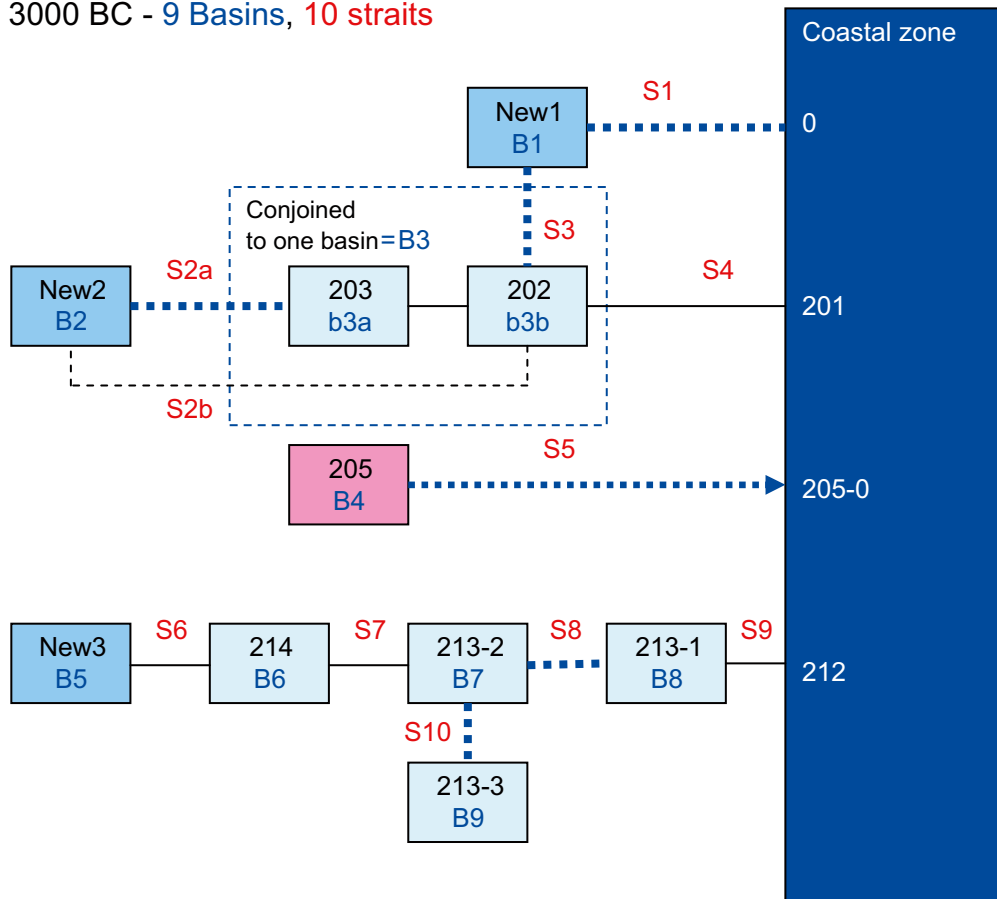 3000 BC - 9 Basins, 10 straits
Coastal zone
S1
New1
B1
0
Conjoined
to one basin=B3
S3
S2a
S4
New2
B2
203
b3a
202
b3b
201
S2b
S5
205
B4
205-0
S6
S7
S8
S9
New3
B5
214
B6
213-2
B7
213-1
B8
212
S10
213-3
B9